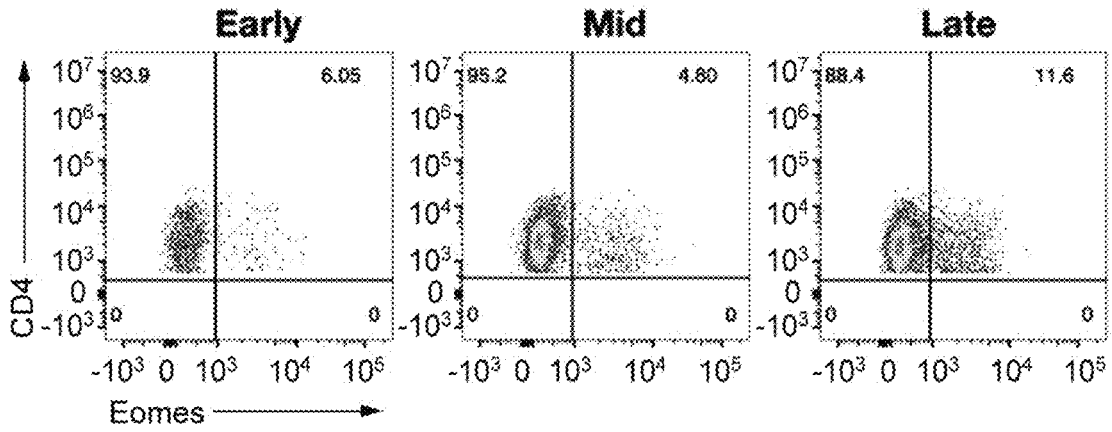 Early Mid Late
93.9 6.05 95.2 4.80 88.4 11.6
10⁷ 10⁷ 10⁷
10⁶ 10⁶ 10⁶
10⁵ 10⁵ 10⁵
10⁴ 10⁴ 10⁴
10³ 10³ 10³
0 0 0
0 0 0 0 0 0
-10³ -10³ -10³
CD4
-10³ 0 10³ 10⁴ 10⁵ -10³ 0 10³ 10⁴ 10⁵ -10³ 0 10³ 10⁴ 10⁵
Eomes